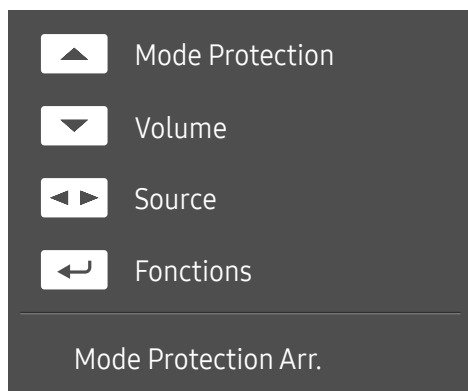 Mode Protection
Volume
Source
Fonctions
Mode Protection Arr.